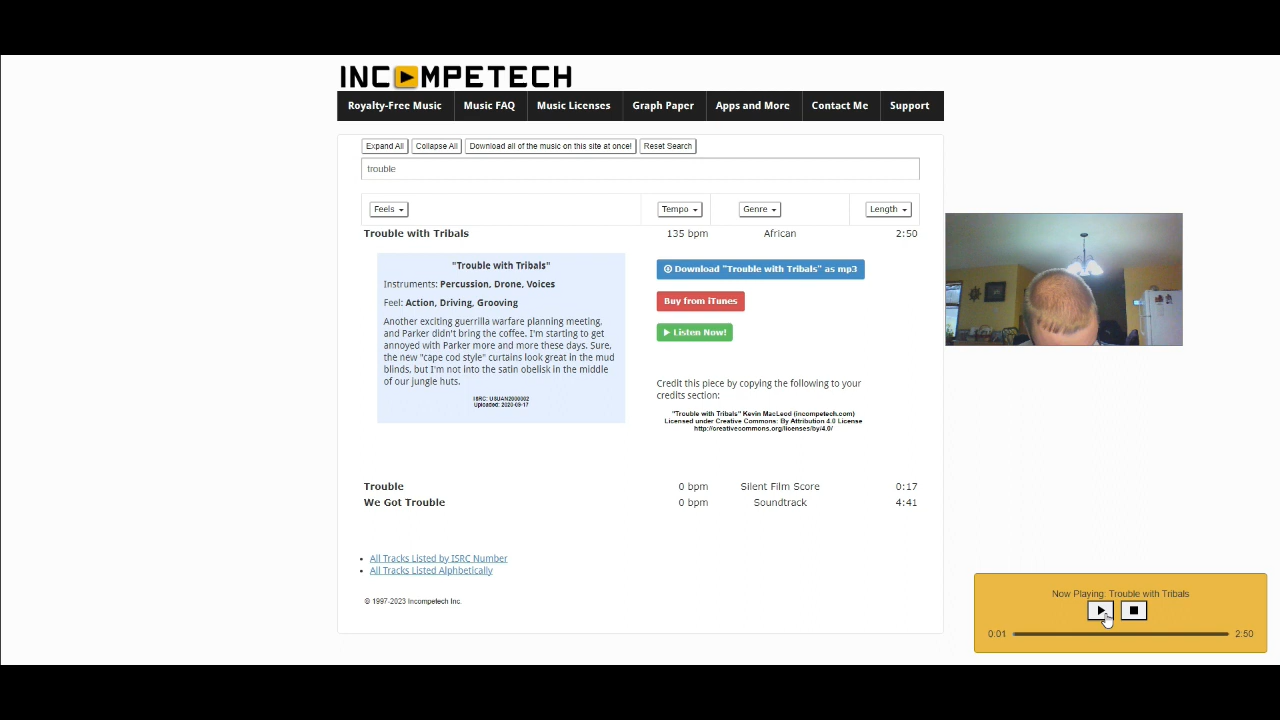 INCOMPETECH
Royalty-Free Music Music FAQ Music Licenses Graph Paper Apps and More Contact Me Support
Expand All Collapse All Download all of the music on this site at once! Reset Search
trouble
Feels Tempo Genre Length
Trouble with Tribals 135 bpm African 2:50
"Trouble with Tribals"
Instruments: Percussion, Drone, Voices
Feel: Action, Driving, Grooving
Another exciting guerrilla warfare planning meeting,
and Parker didn't bring the coffee. I'm starting to get
annoyed with Parker more and more these days. Sure,
the new "cape cod style" curtains look great in the mud
blinds, but I'm not into the satin obelisk in the middle
of our jungle huts.
ISRC: USUAN2000002
Uploaded: 2020-09-17
Download "Trouble with Tribals" as mp3
Buy from iTunes
Listen Now!
Credit this piece by copying the following to your
credits section:
"Trouble with Tribals" Kevin MacLeod (incompetech.com)
Licensed under Creative Commons: By Attribution 4.0 License
http://creativecommons.org/licenses/by/4.0/
Trouble 0 bpm Silent Film Score 0:17
We Got Trouble 0 bpm Soundtrack 4:41
All Tracks Listed by ISRC Number
All Tracks Listed Alphbetically
© 1997-2023 Incompetech Inc.
Now Playing: Trouble with Tribals
0:01 2:50